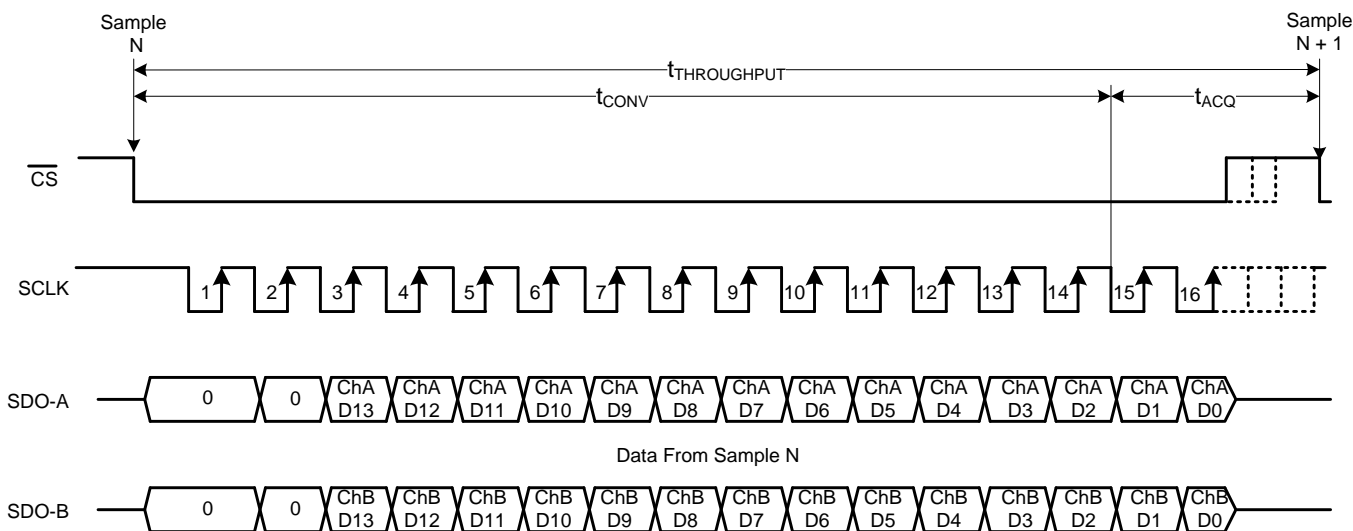 Sample
N
Sample
N + 1
tTHROUGHPUT
tCONV
tACQ
CS
SCLK
1 2 3 4 5 6 7 8 9 10 11 12 13 14 15 16
SDO-A
0 0 ChA ChA ChA ChA ChA ChA ChA ChA ChA ChA ChA ChA ChA ChA
D13 D12 D11 D10 D9 D8 D7 D6 D5 D4 D3 D2 D1 D0
Data From Sample N
SDO-B
0 0 ChB ChB ChB ChB ChB ChB ChB ChB ChB ChB ChB ChB ChB ChB
D13 D12 D11 D10 D9 D8 D7 D6 D5 D4 D3 D2 D1 D0